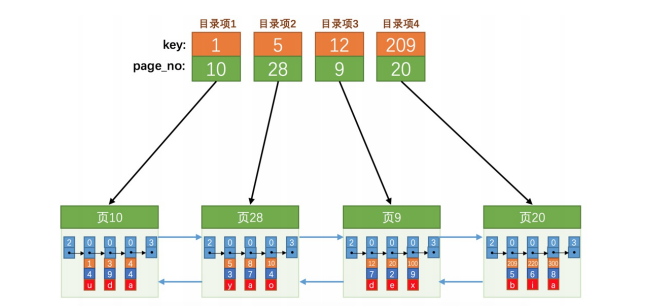 目录项1 目录项2 目录项3 目录项4
key: 1 5 12 209
page_no: 10 28 9 20
页10 页28 页9 页20
2 0 0 0 3 2 0 0 0 3 2 0 0 0 3 2 0 0 0 3
1 3 4 5 8 10 12 20 100 209 220 300
4 9 4 3 7 4 7 2 9 5 6 8
u d a y a o d e x b i a